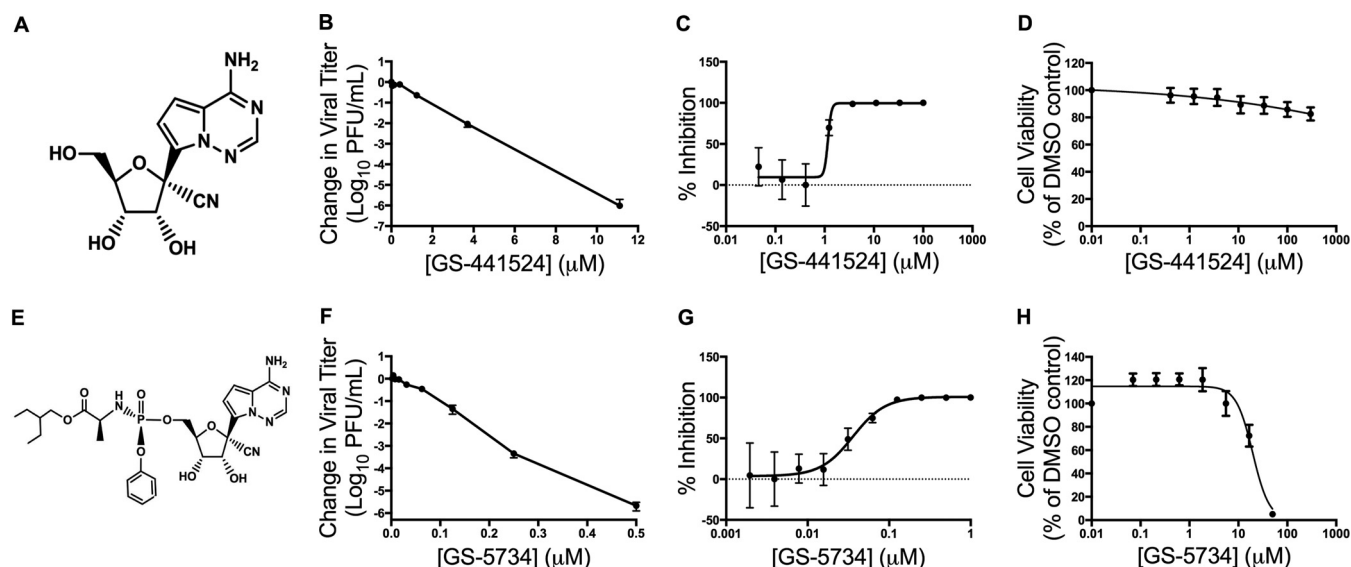 A
NH₂
N
N
N
HO
O
CN
HO
OH
B
Change in Viral Titer
(Log₁₀ PFU/mL)
1
0
-1
-2
-3
-4
-5
-6
-7
0 2 4 6 8 10 12
[GS-441524] (μM)
C
% Inhibition
150
100
50
0
-50
0.01 0.1 1 10 100 1000
[GS-441524] (μM)
D
Cell Viability
(% of DMSO control)
120
100
80
60
40
20
0
0.01 0.1 1 10 100 1000
[GS-441524] (μM)
E
NH₂
N
N
N
O
O
H
N
O
P
O
O
O
CN
HO
OH
F
Change in Viral Titer
(Log₁₀ PFU/mL)
1
0
-1
-2
-3
-4
-5
-6
0.0 0.1 0.2 0.3 0.4 0.5
[GS-5734] (μM)
G
% Inhibition
150
100
50
0
-50
0.001 0.01 0.1 1
[GS-5734] (μM)
H
Cell Viability
(% of DMSO control)
140
120
100
80
60
40
20
0
0.01 0.1 1 10 100 1000
[GS-5734] (μM)